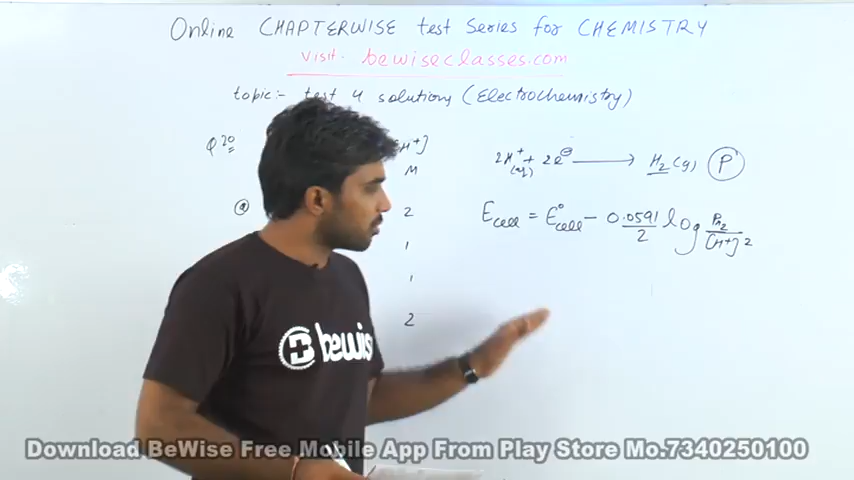 Online CHAPTERWISE test Series for CHEMISTRY
visit- bewiseclasses.com
topic:- test 4 solutions (Electrochemistry)
Q20 [H+]
M
2H+(aq) + 2e⊖ → H2(g) P
ⓐ 2
Ecell = E°cell - 0.0591/2 log PH2/[H+]2
1
1
2
bewis
Download BeWise Free Mobile App From Play Store Mo.7340250100